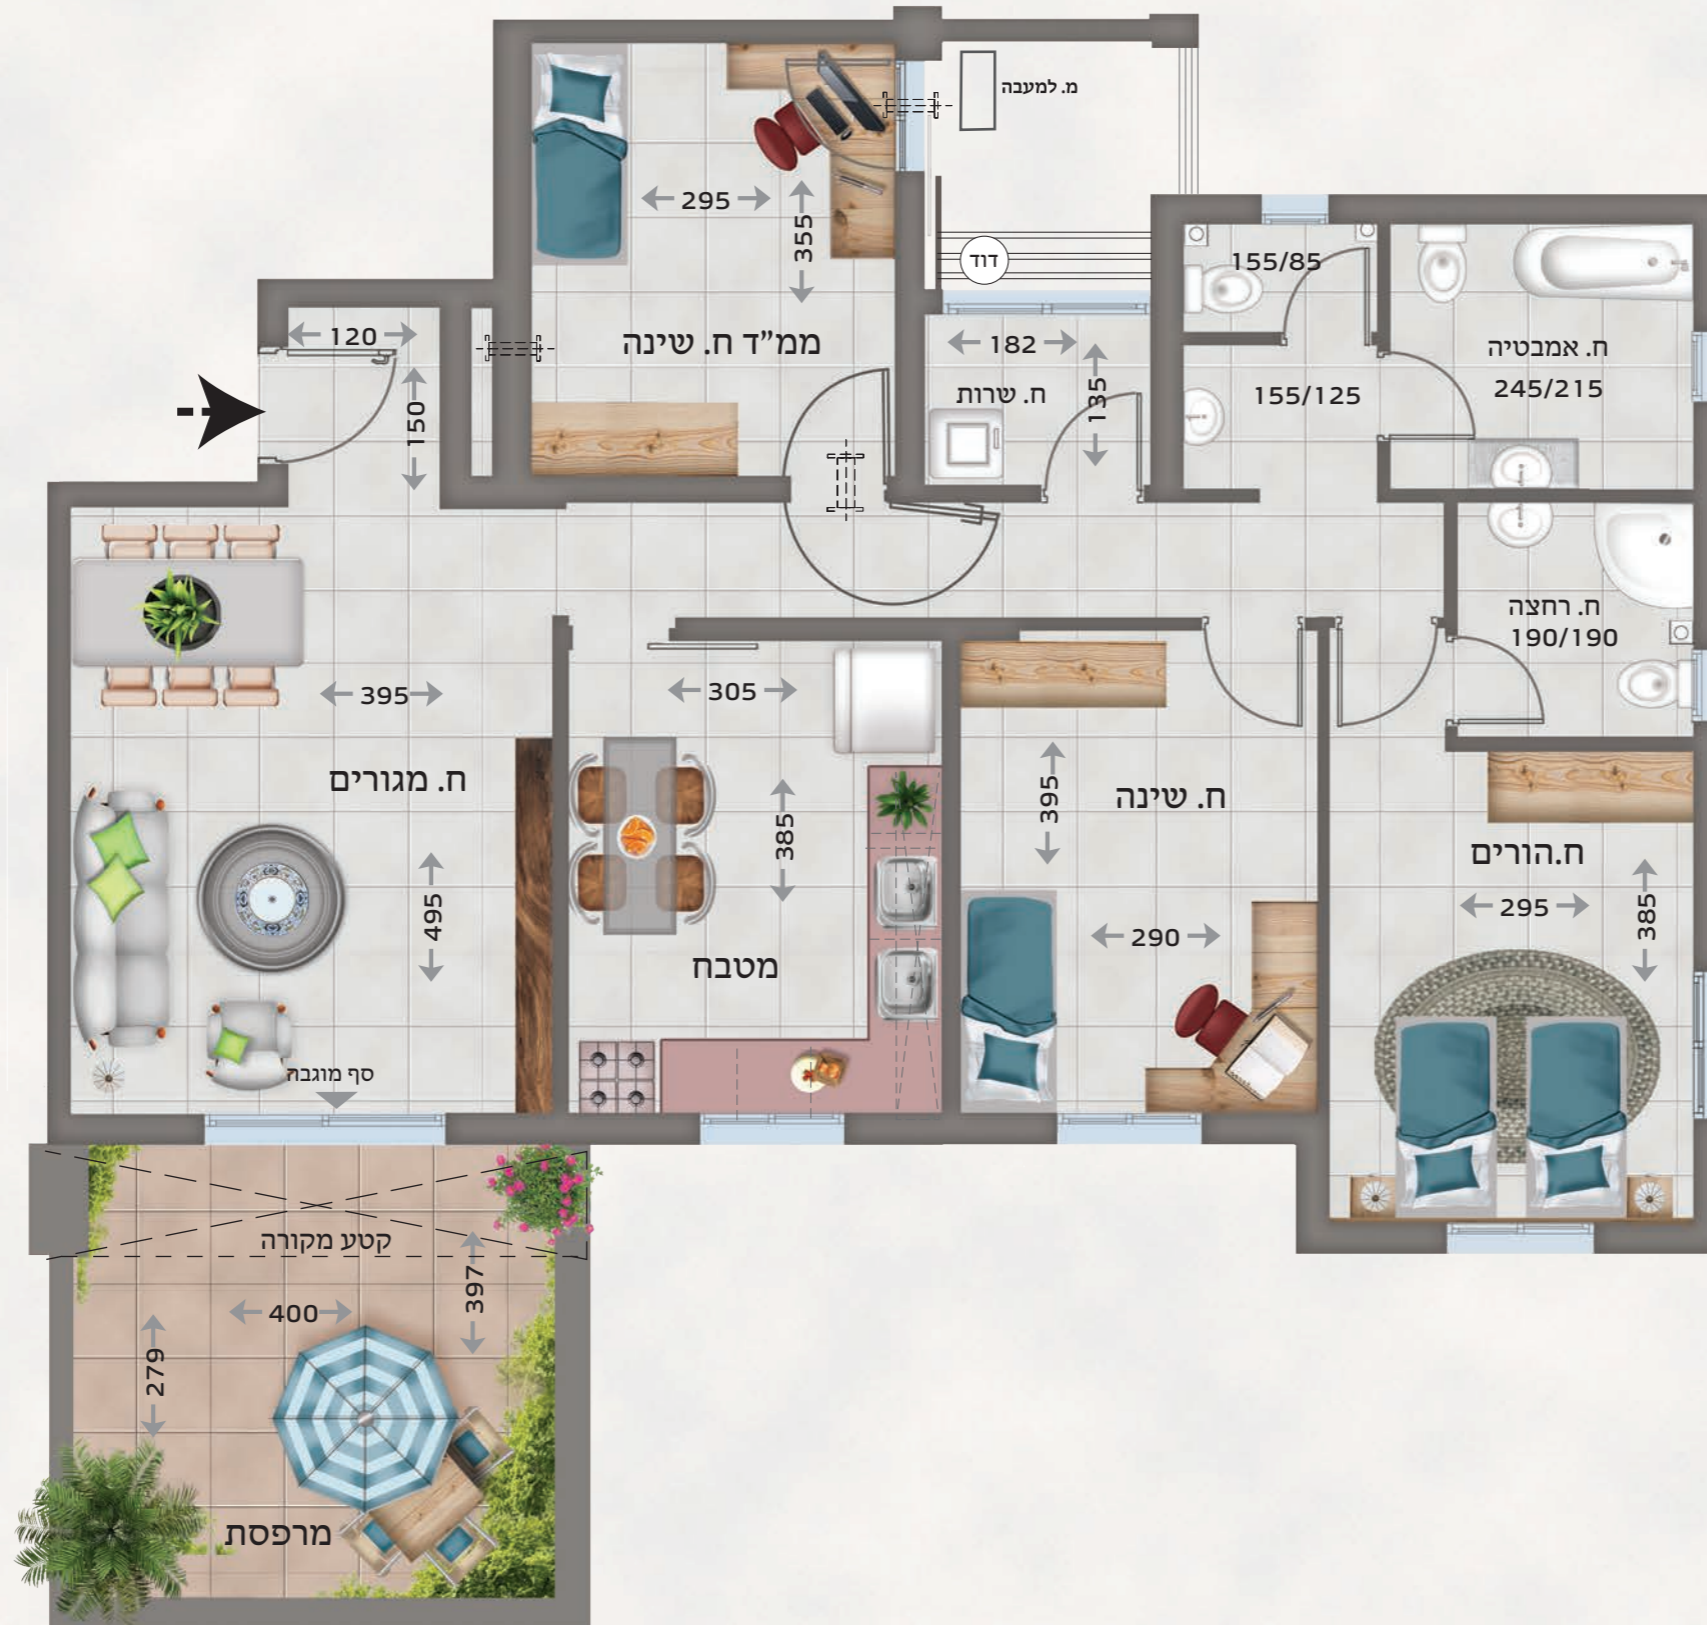 מ. למעבה
295
355
דוד
155/85
120
ממ"ד ח. שינה
182
135
ח. אמבטיה
245/215
150
ח. שרות
155/125
ח. רחצה
190/190
395
305
ח. מגורים
385
395
ח. שינה
ח.הורים
295
385
495
290
מטבח
סף מוגבה
קטע מקורה
397
400
279
מרפסת